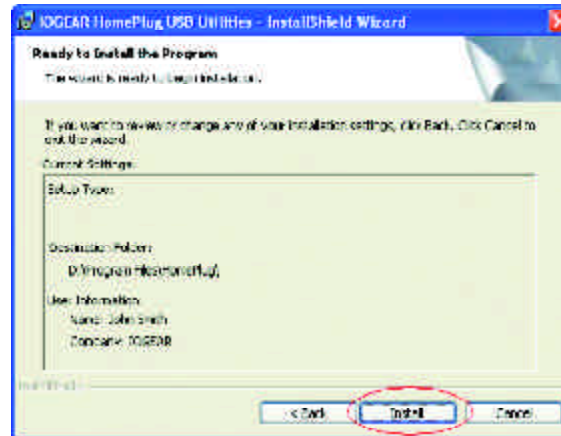 IOGEAR HomePlug USB Utilities - InstallShield Wizard
Ready to Install the Program
The wizard is ready to begin installation.
If you want to review or change any of your installation settings, click Back. Click Cancel to
exit the wizard.
Current Settings:
Setup Type:
Destination Folder:
D:\Program Files\HomePlug\
User Information:
Name: John Smith
Company: IOGEAR
InstallShield
< Back
Install
Cancel